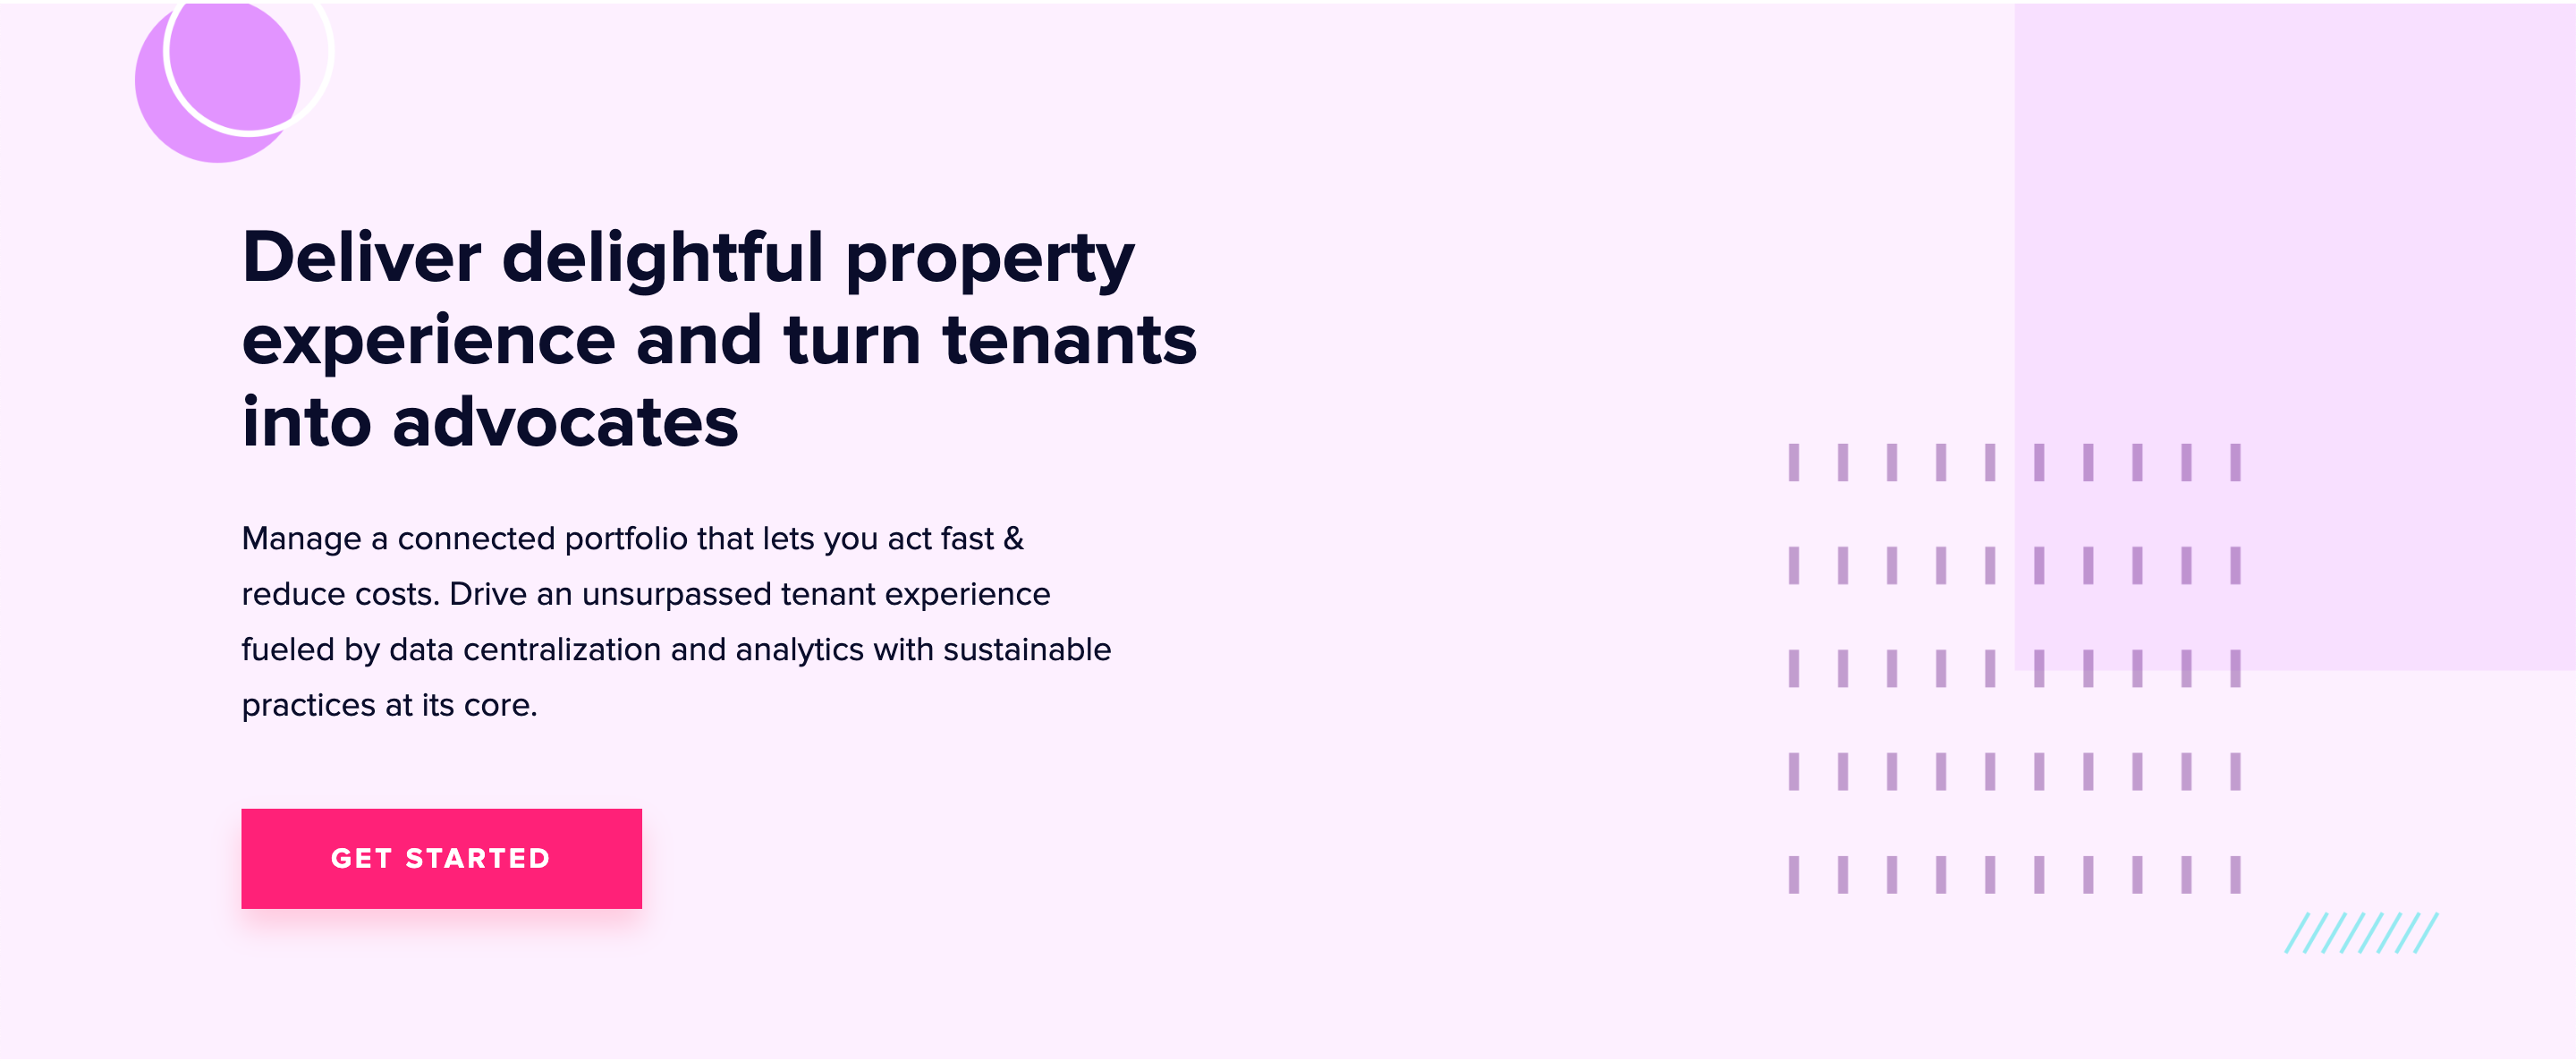 Deliver delightful property
experience and turn tenants
into advocates
Manage a connected portfolio that lets you act fast &
reduce costs. Drive an unsurpassed tenant experience
fueled by data centralization and analytics with sustainable
practices at its core.
GET STARTED